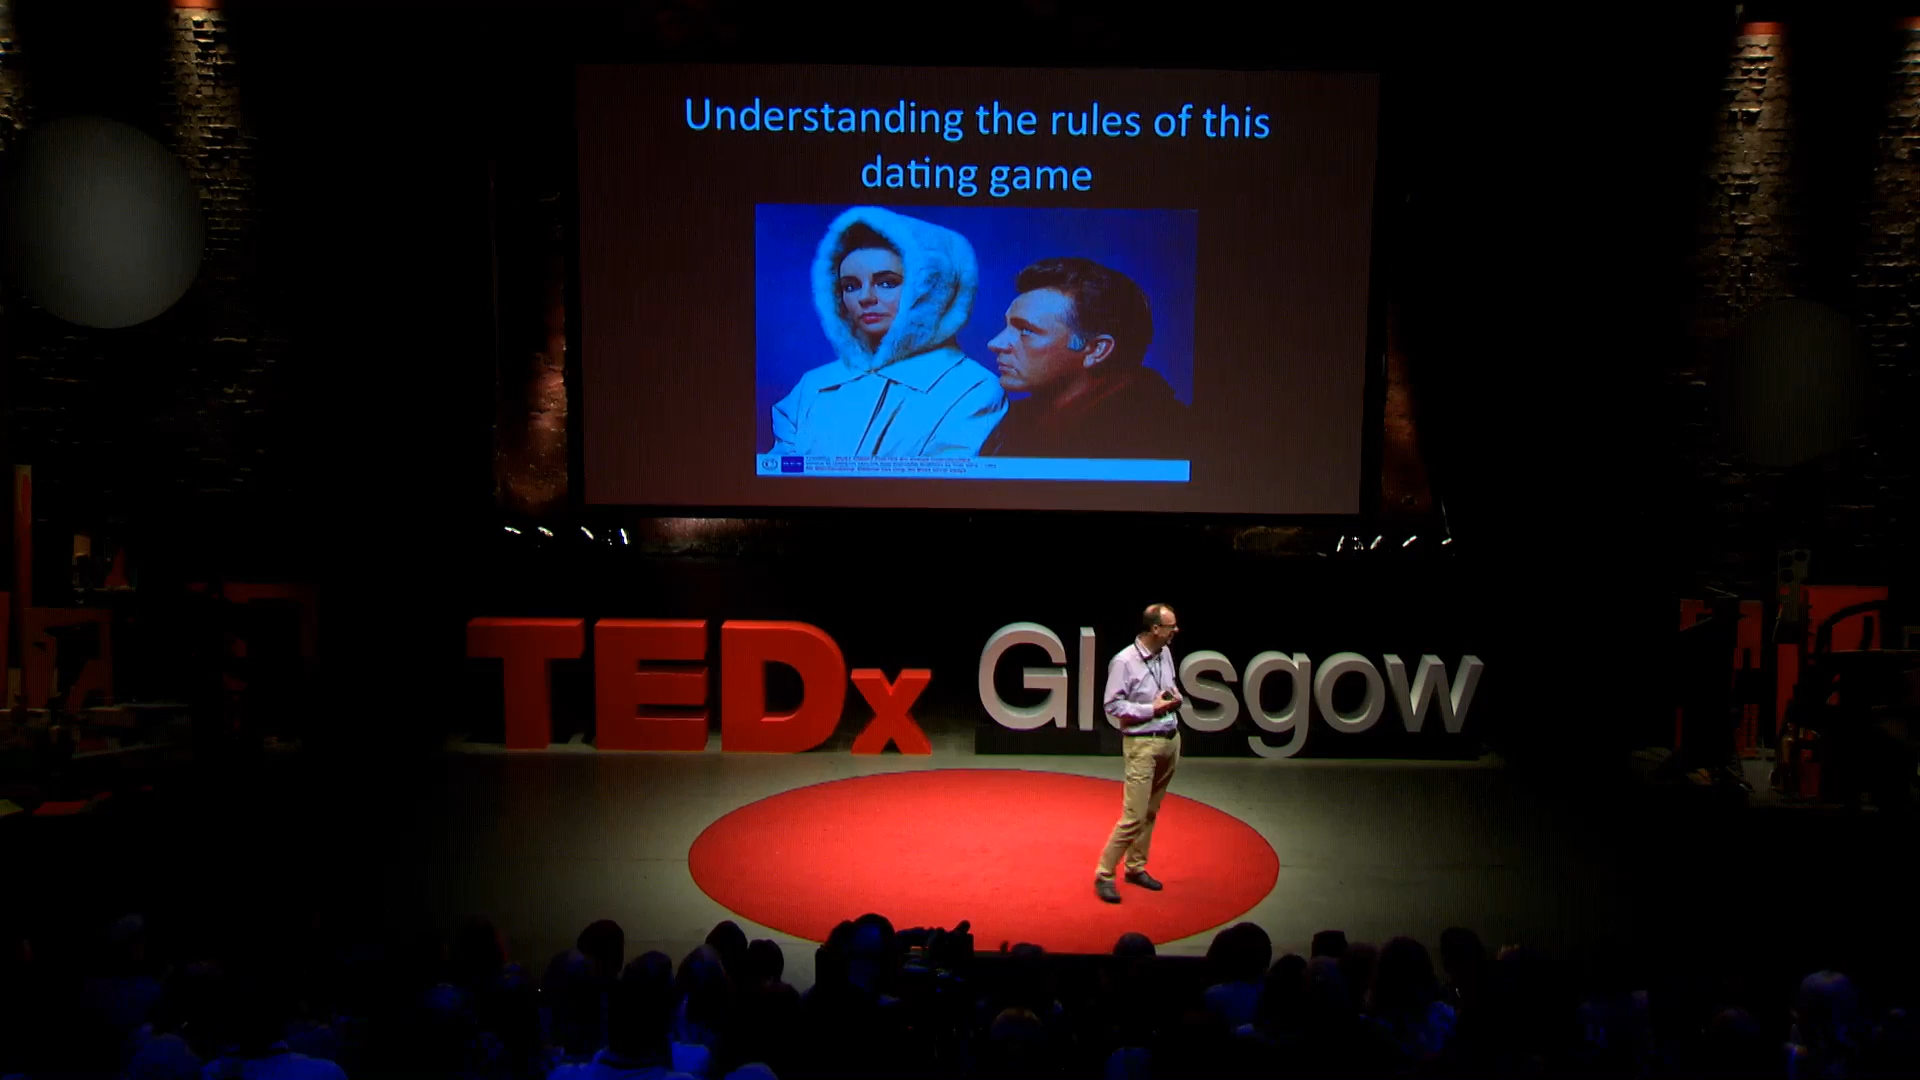 Understanding the rules of this
dating game
TEDx Glasgow